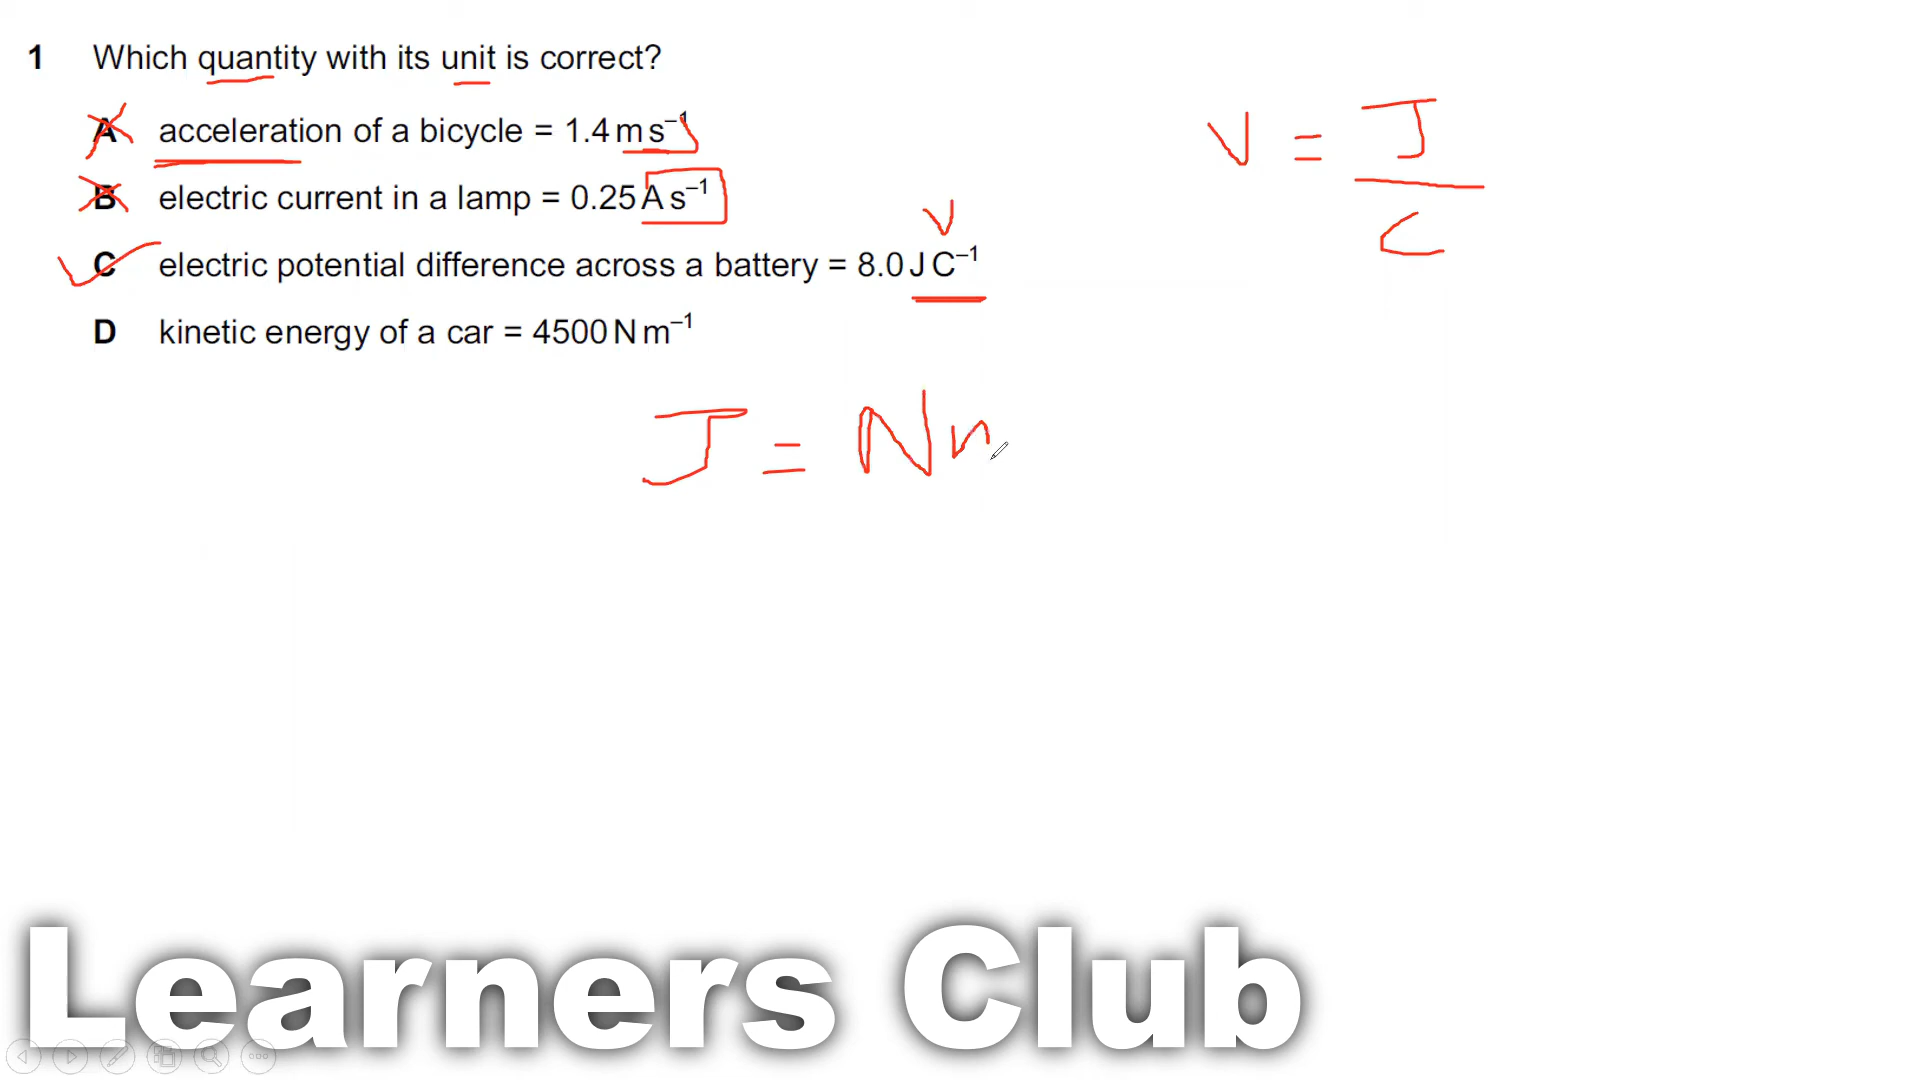 1 Which quantity with its unit is correct?
A acceleration of a bicycle = 1.4 m s⁻¹
B electric current in a lamp = 0.25 A s⁻¹
V
C electric potential difference across a battery = 8.0 J C⁻¹
D kinetic energy of a car = 4500 N m⁻¹
V = J
C
J = Nm
Learners Club